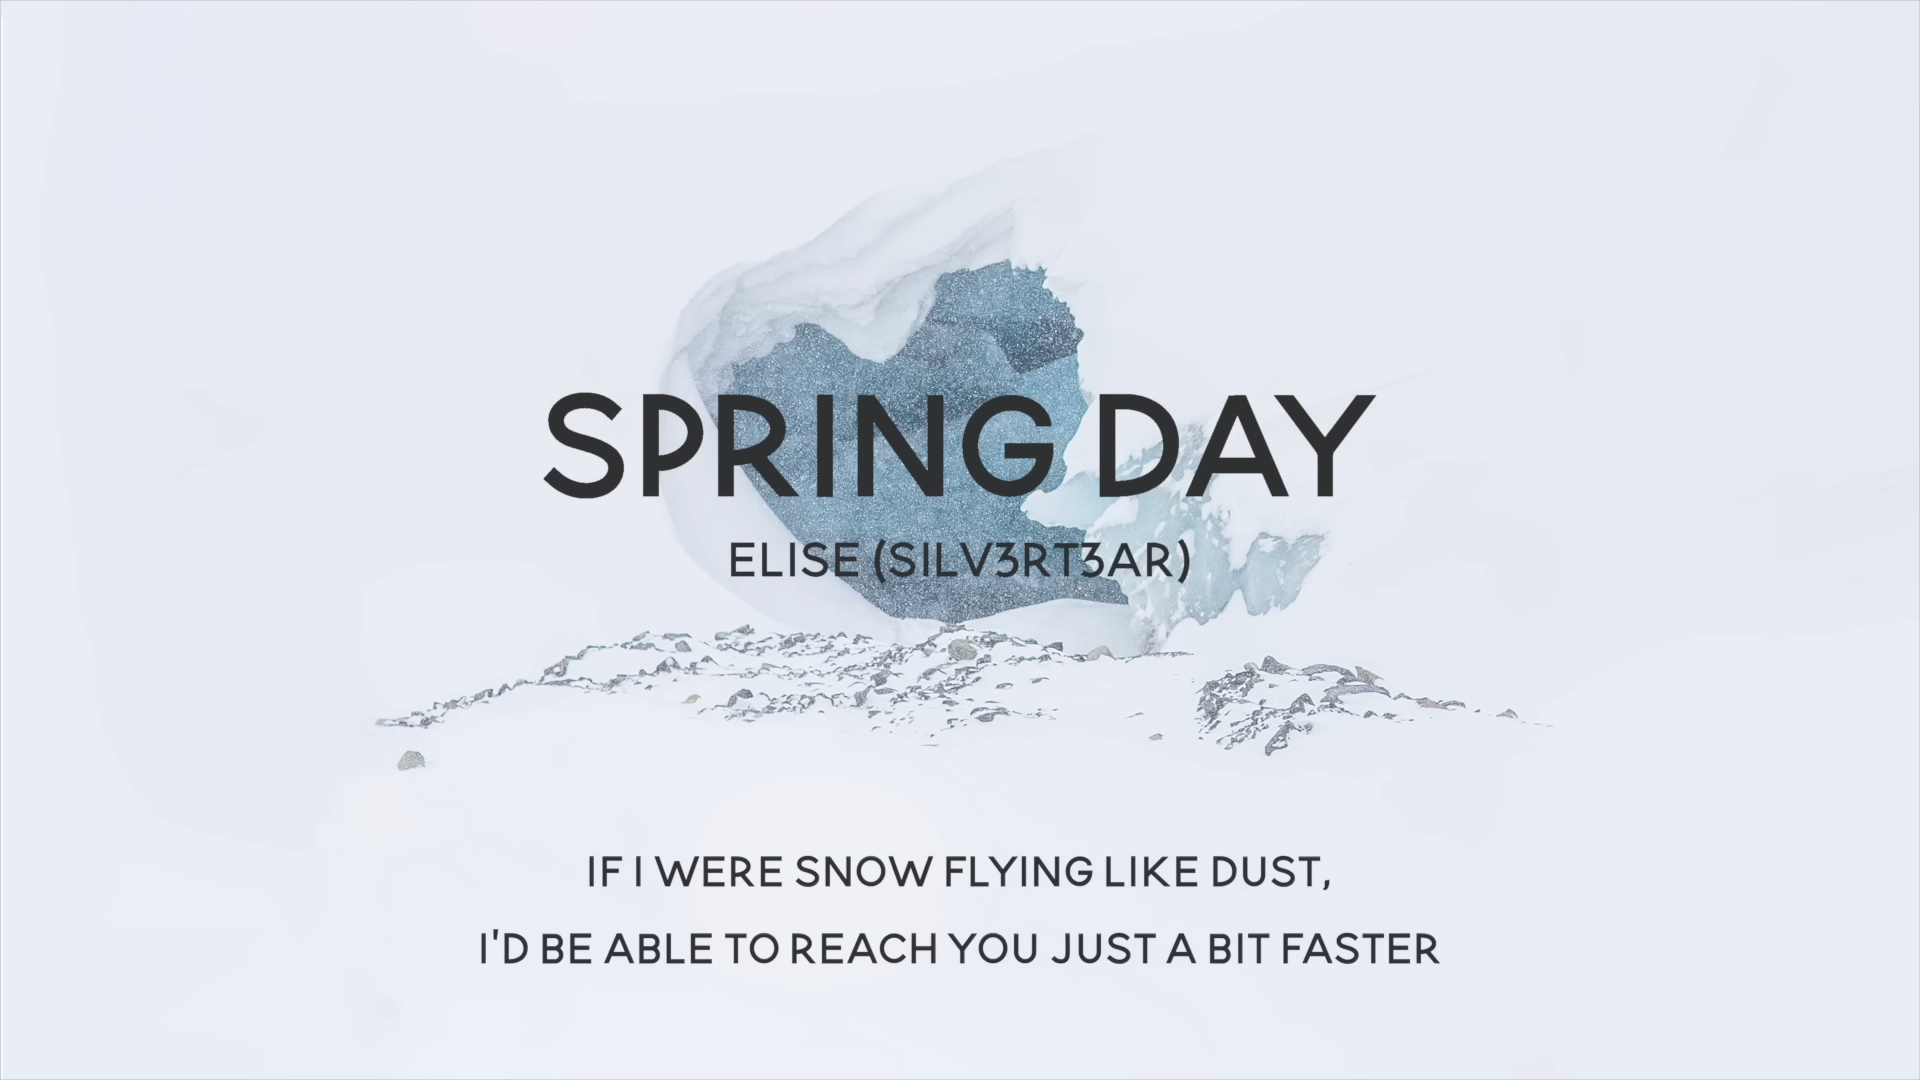 SPRING DAY
ELISE (SILV3RT3AR)
IF I WERE SNOW FLYING LIKE DUST,
I'D BE ABLE TO REACH YOU JUST A BIT FASTER